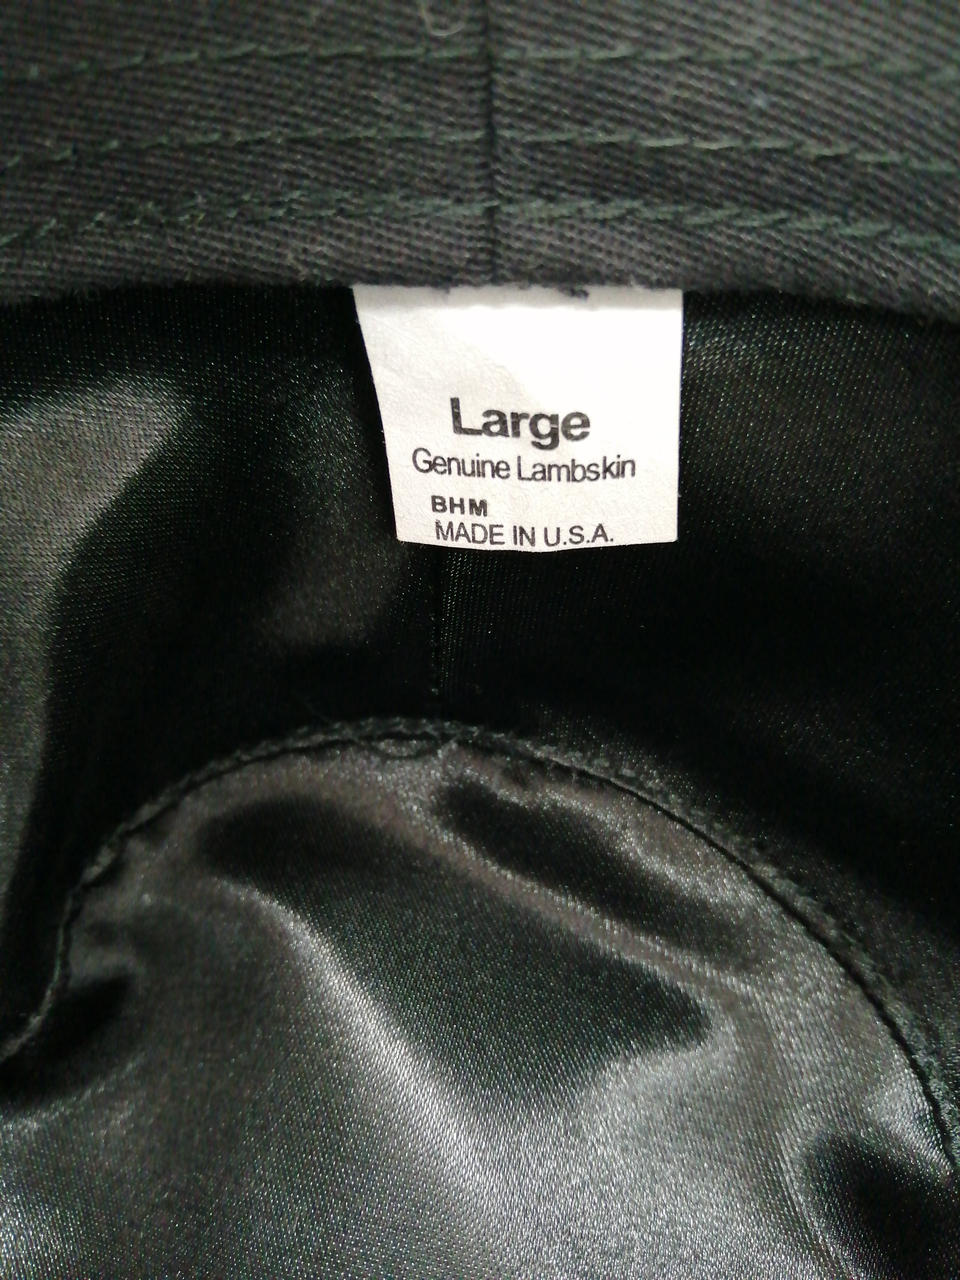 Large
Genuine Lambskin
BHM
MADE IN U.S.A.